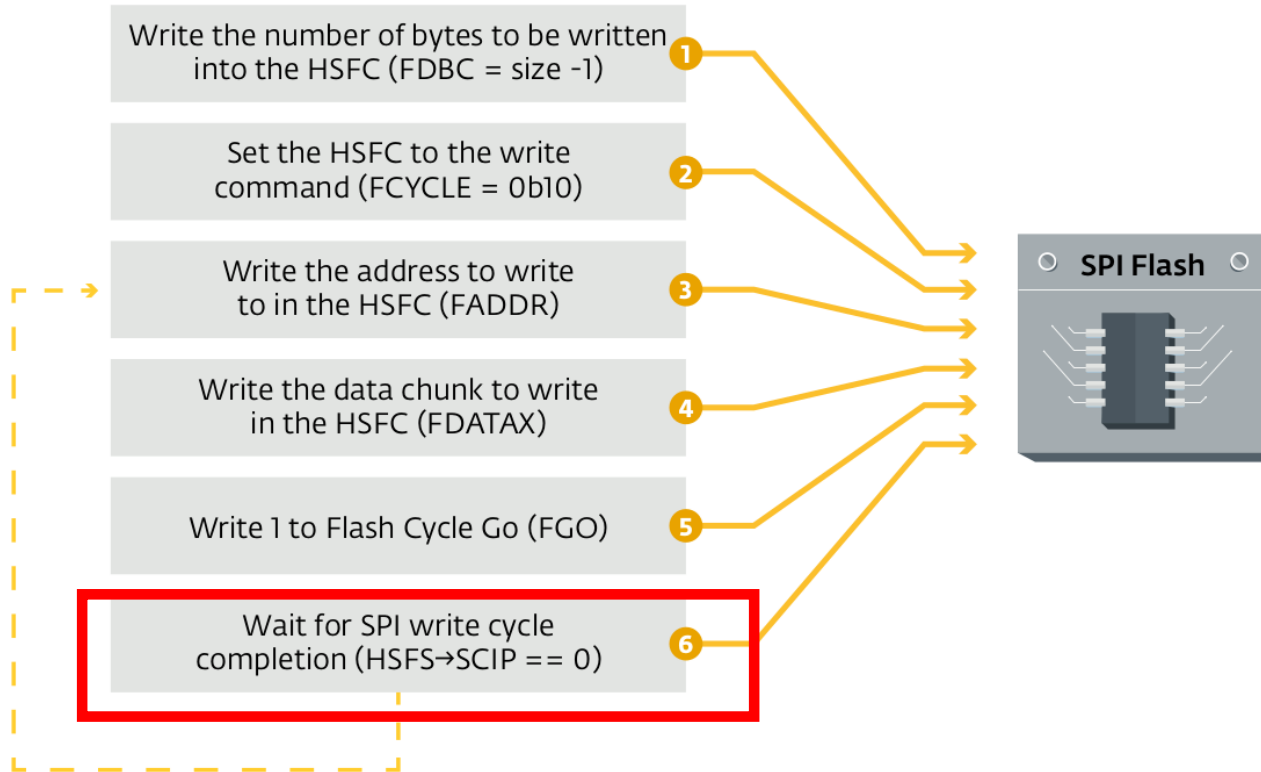 Write the number of bytes to be written
into the HSFC (FDBC = size -1)
1
Set the HSFC to the write
command (FCYCLE = 0b10)
2
Write the address to write
to in the HSFC (FADDR)
3
Write the data chunk to write
in the HSFC (FDATAX)
4
Write 1 to Flash Cycle Go (FGO)
5
Wait for SPI write cycle
completion (HSFS→SCIP == 0)
6
SPI Flash